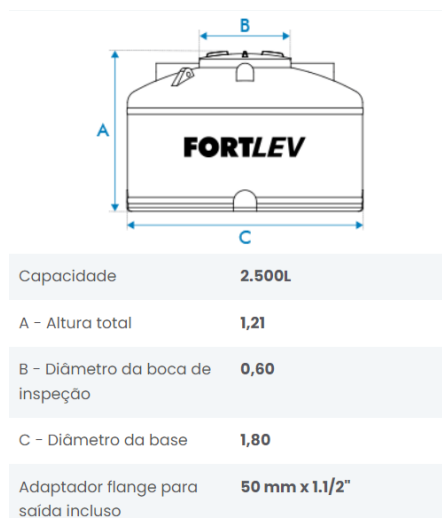 B
A
FORTLEV
C
Capacidade 2.500L
A - Altura total 1,21
B - Diâmetro da boca de 0,60
inspeção
C - Diâmetro da base 1,80
Adaptador flange para 50 mm x 1.1/2"
saída incluso